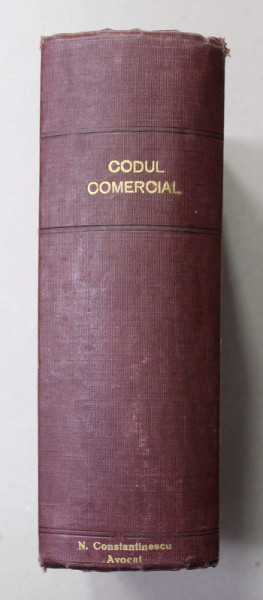 CODUL
COMERCIAL
N. Constantinescu
Avocat